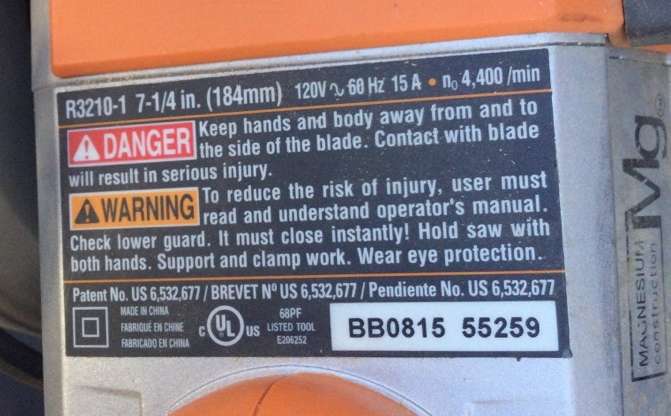 R3210-1 7-1/4 in. (184mm) 120V ∿ 60 Hz 15 A • n₀ 4,400 /min
DANGER Keep hands and body away from and to
the side of the blade. Contact with blade
will result in serious injury.
WARNING To reduce the risk of injury, user must
read and understand operator's manual.
Check lower guard. It must close instantly! Hold saw with
both hands. Support and clamp work. Wear eye protection.
Patent No. US 6,532,677 / BREVET Nº US 6,532,677 / Pendiente No. US 6,532,677
MADE IN CHINA
FABRIQUÉ EN CHINE
FABRICADO EN CHINA
C UL US
68PF
LISTED TOOL
E206252
BB0815 55259
Mg
MAGNESIUM
construction